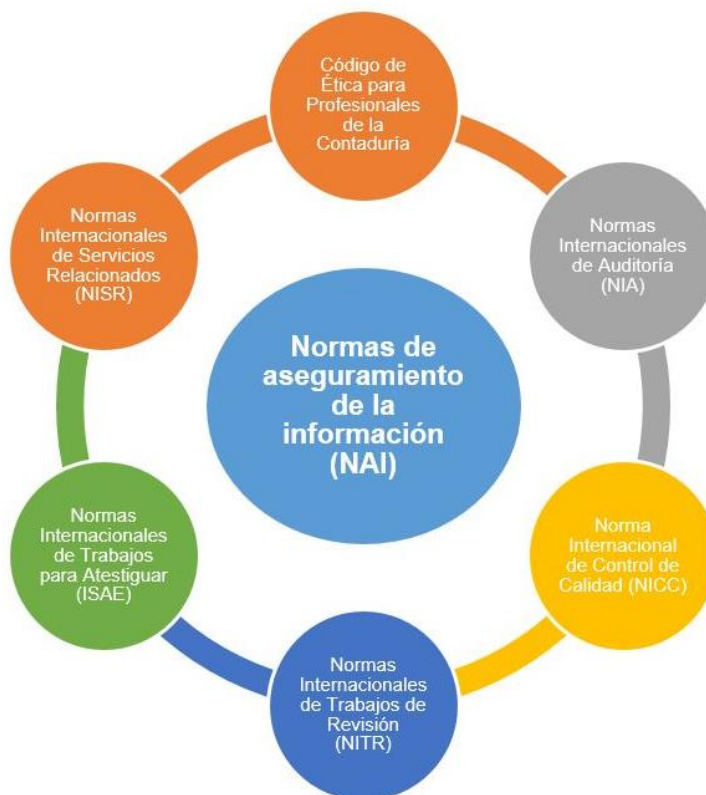 Código de
Ética para
Profesionales
de la
Contaduría
Normas
Internacionales
de Auditoría
(NIA)
Norma
Internacional
de Control de
Calidad (NICC)
Normas
Internacionales
de Trabajos de
Revisión
(NITR)
Normas
Internacionales
de Trabajos
para Atestiguar
(ISAE)
Normas
Internacionales
de Servicios
Relacionados
(NISR)
Normas de
aseguramiento
de la
información
(NAI)